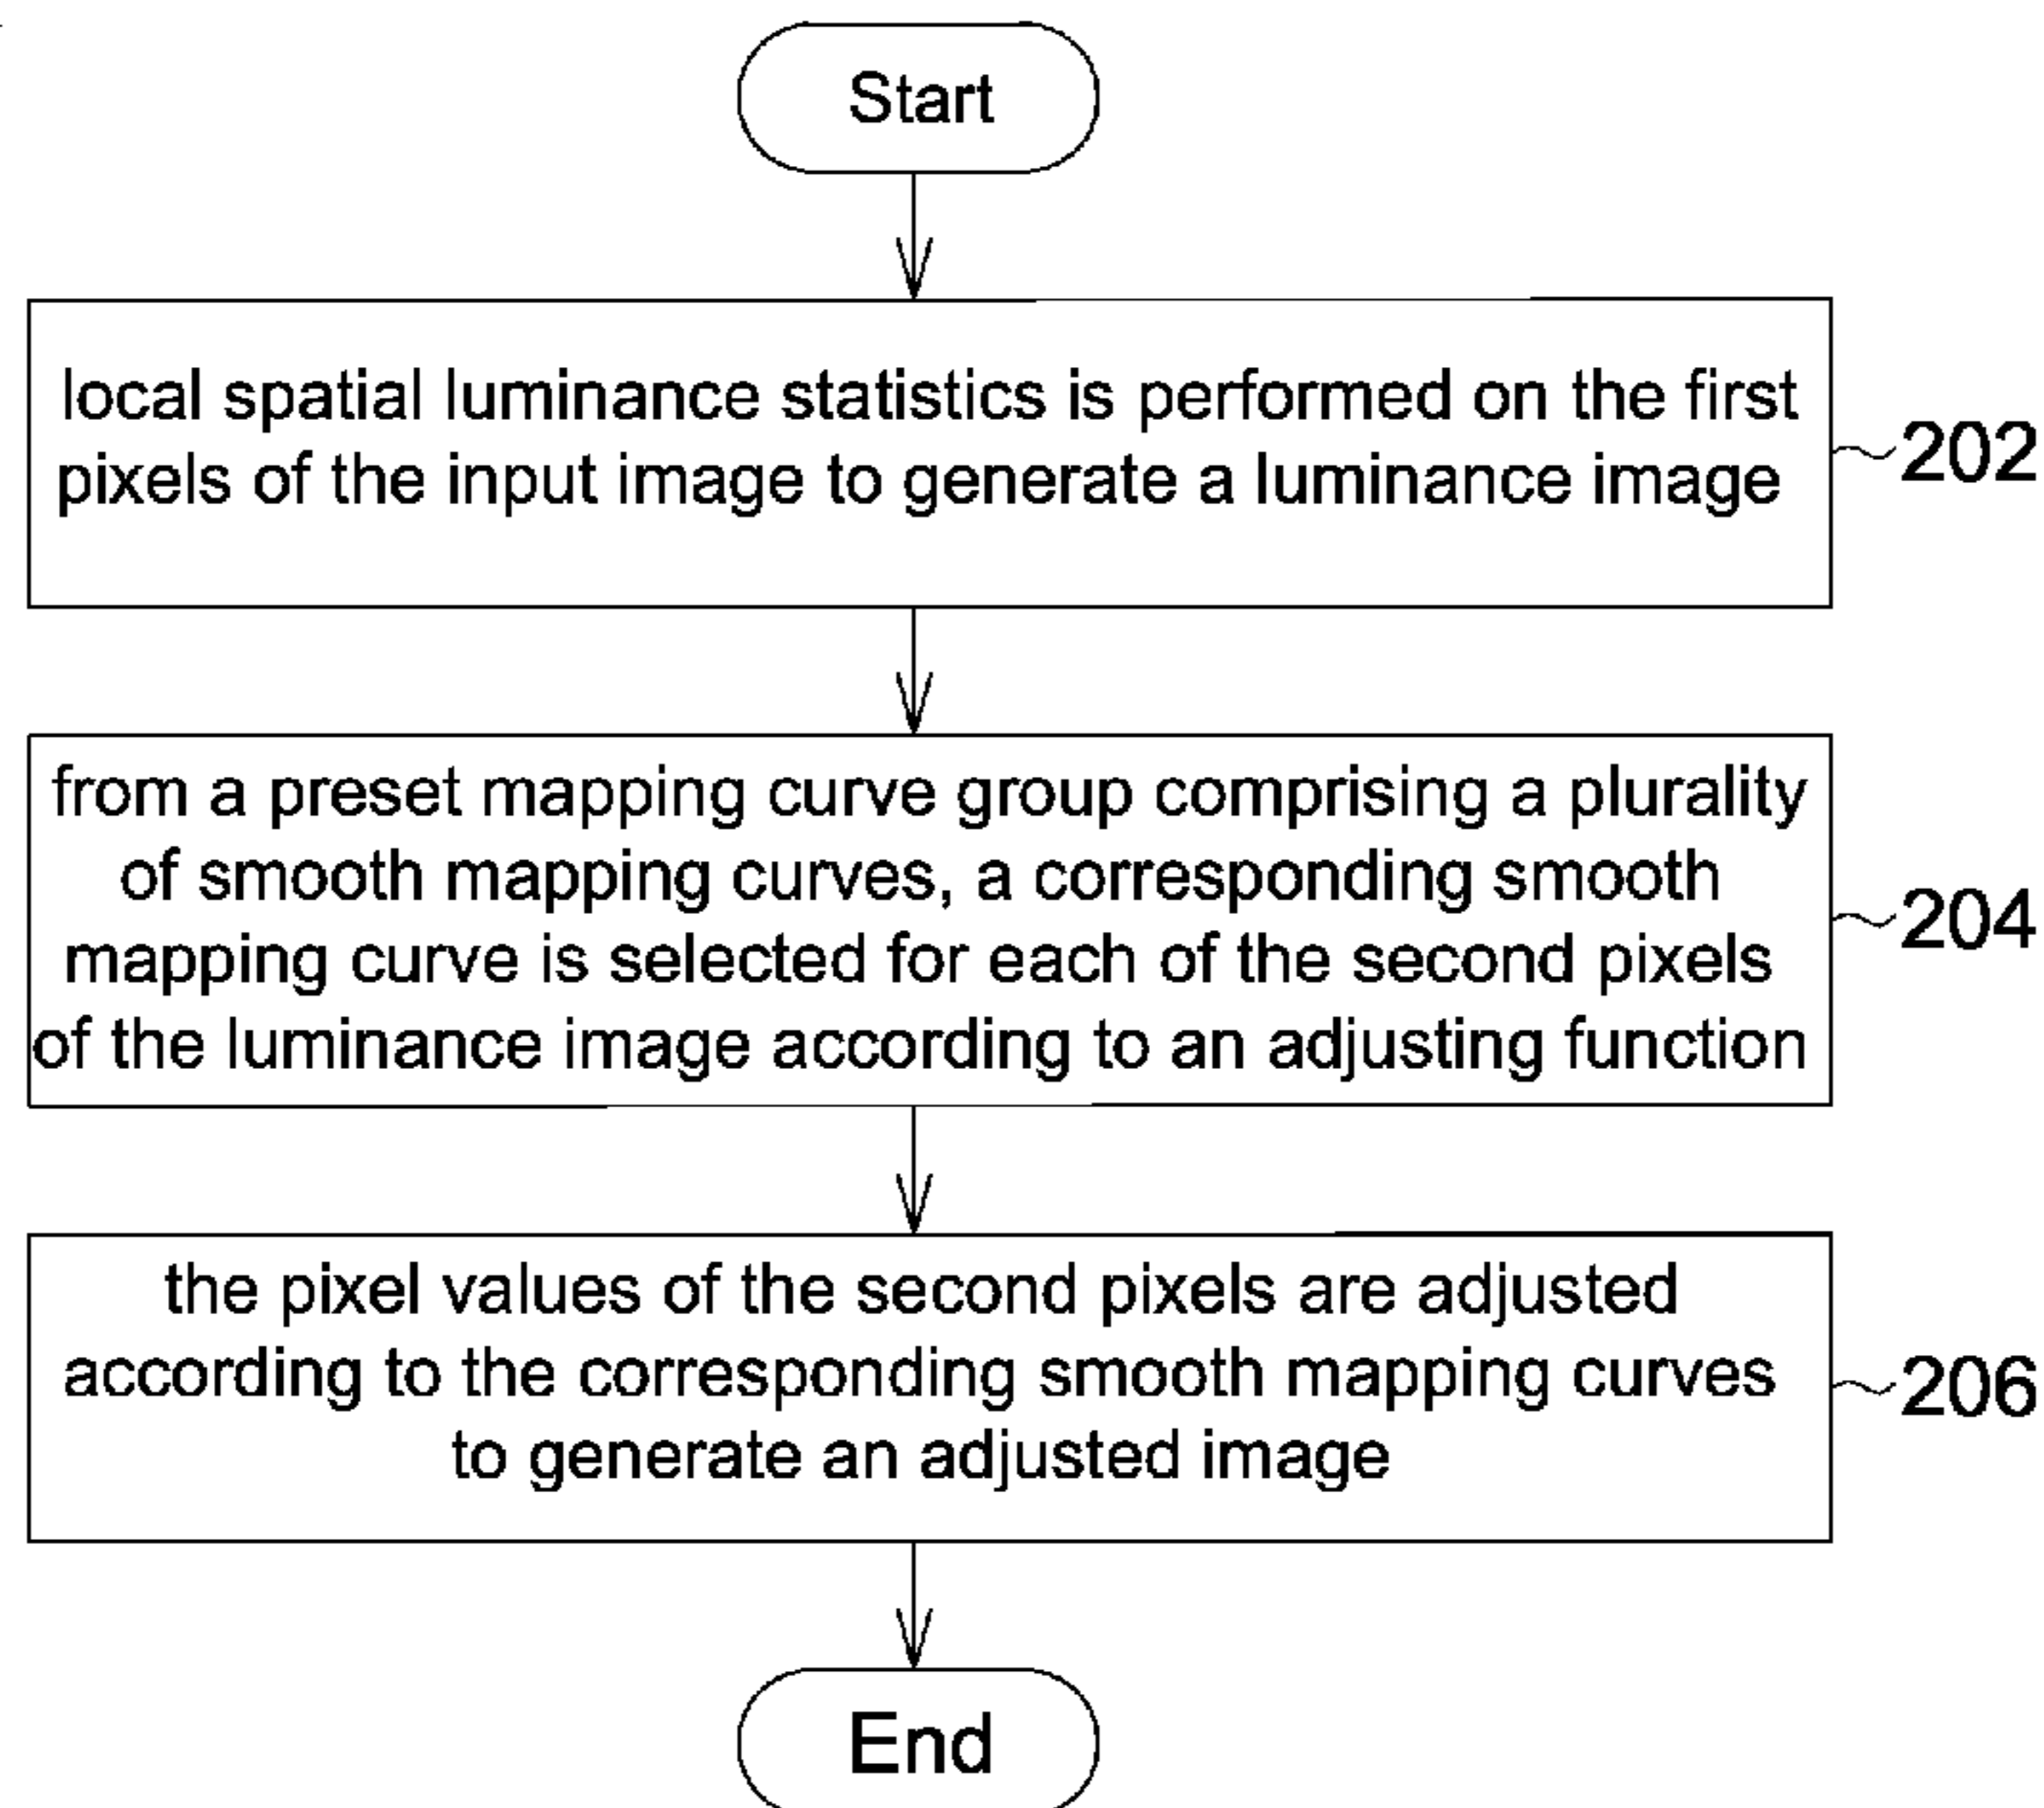 Start
local spatial luminance statistics is performed on the first
pixels of the input image to generate a luminance image
202
from a preset mapping curve group comprising a plurality
of smooth mapping curves, a corresponding smooth
mapping curve is selected for each of the second pixels
of the luminance image according to an adjusting function
204
the pixel values of the second pixels are adjusted
according to the corresponding smooth mapping curves
to generate an adjusted image
206
End